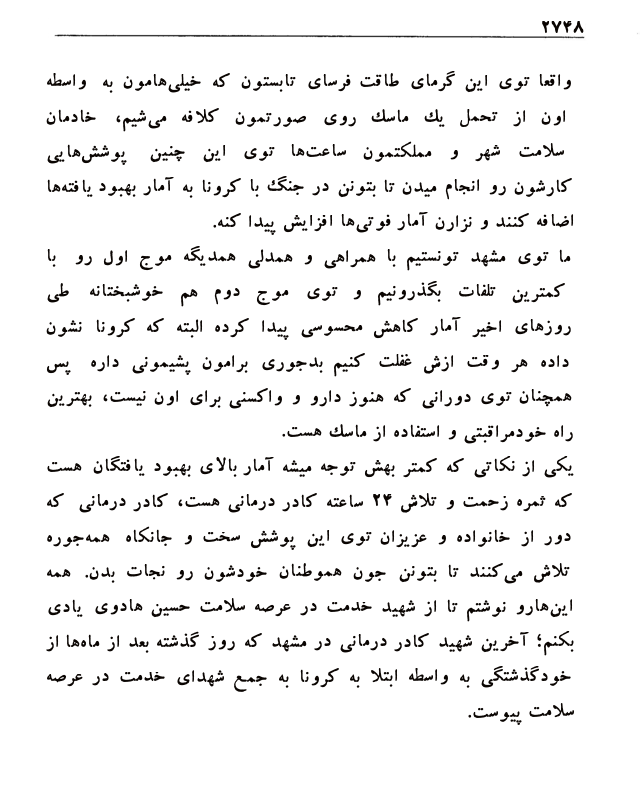 ۲۷۴۸
واقعا توی این گرمای طاقت فرسای تابستون که خیلی‌هامون به واسطه
اون از تحمل یك ماسك روی صورتمون کلافه می‌شیم، خادمان
سلامت شهر و مملکتمون ساعت‌ها توی این چنین پوشش‌هایی
کارشون رو انجام میدن تا بتونن در جنگ با کرونا به آمار بهبود یافته‌ها
اضافه کنند و نزارن آمار فوتی‌ها افزایش پیدا کنه.
ما توی مشهد تونستیم با همراهی و همدلی همدیگه موج اول رو با
کمترین تلفات بگذرونیم و توی موج دوم هم خوشبختانه طی
روزهای اخیر آمار کاهش محسوسی پیدا کرده البته که کرونا نشون
داده هر وقت ازش غفلت کنیم بدجوری برامون پشیمونی داره پس
همچنان توی دورانی که هنوز دارو و واکسنی برای اون نیست، بهترین
راه خودمراقبتی و استفاده از ماسك هست.
یکی از نکاتی که کمتر بهش توجه میشه آمار بالای بهبود یافتگان هست
که ثمره زحمت و تلاش ۲۴ ساعته کادر درمانی هست، کادر درمانی که
دور از خانواده و عزیزان توی این پوشش سخت و جانکاه همه‌جوره
تلاش می‌کنند تا بتونن جون هموطنان خودشون رو نجات بدن. همه
این‌هارو نوشتم تا از شهید خدمت در عرصه سلامت حسین هادوی یادی
بکنم؛ آخرین شهید کادر درمانی در مشهد که روز گذشته بعد از ماه‌ها از
خودگذشتگی به واسطه ابتلا به کرونا به جمع شهدای خدمت در عرصه
سلامت پیوست.